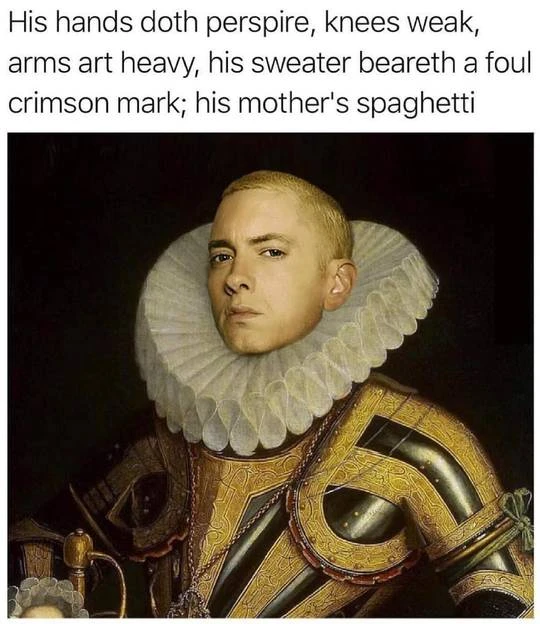 His hands doth perspire, knees weak,
arms art heavy, his sweater beareth a foul
crimson mark; his mother's spaghetti